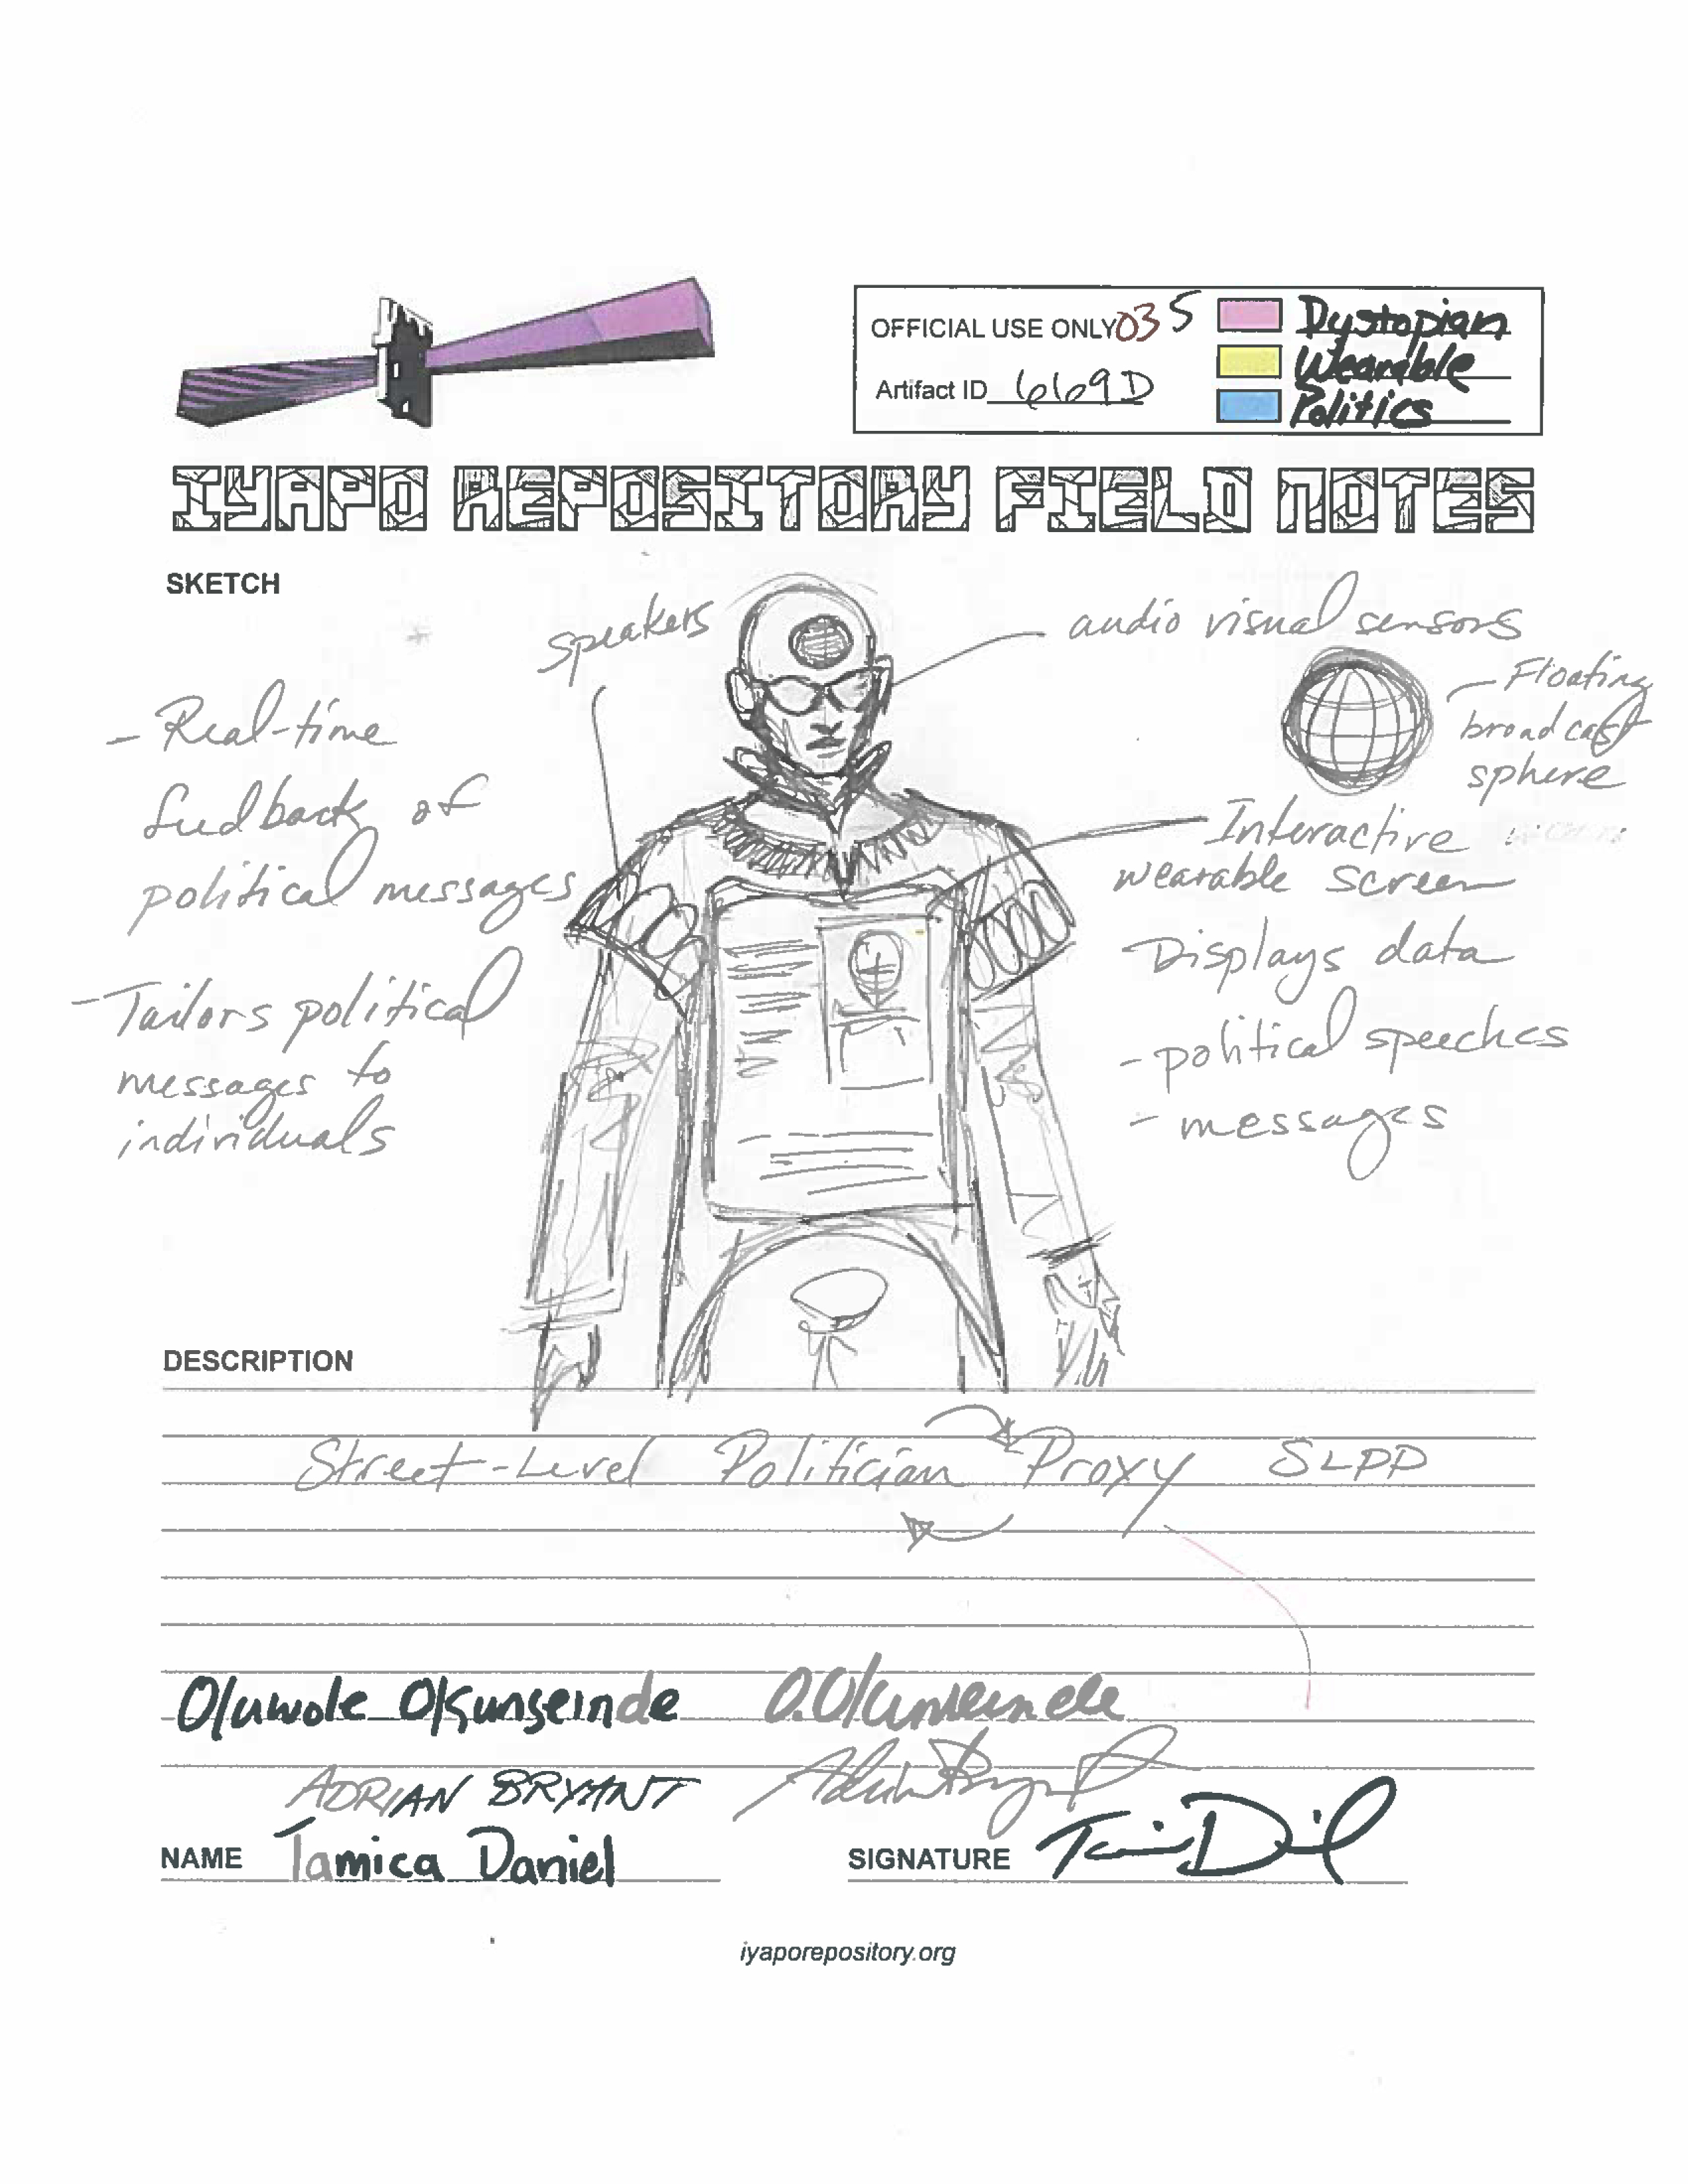 OFFICIAL USE ONLY 035
Dystopian
Wearable
Artifact ID 669D
Politics
IYAPO REPOSITORY FIELD NOTES
SKETCH
speakers
audio visual sensors
- Floating
broadcast
sphere
- Real-time
feedback of
political messages
- Tailors political
messages to
individuals
Interactive
wearable screen
Displays data
- political speeches
- messages
DESCRIPTION
Street-Level Politician Proxy SLPP
Oluwole Okunseinde O.Okunseinde
ADRIAN BRYANT Adrian Bryant
NAME Tamica Daniel SIGNATURE
iyaporepository.org